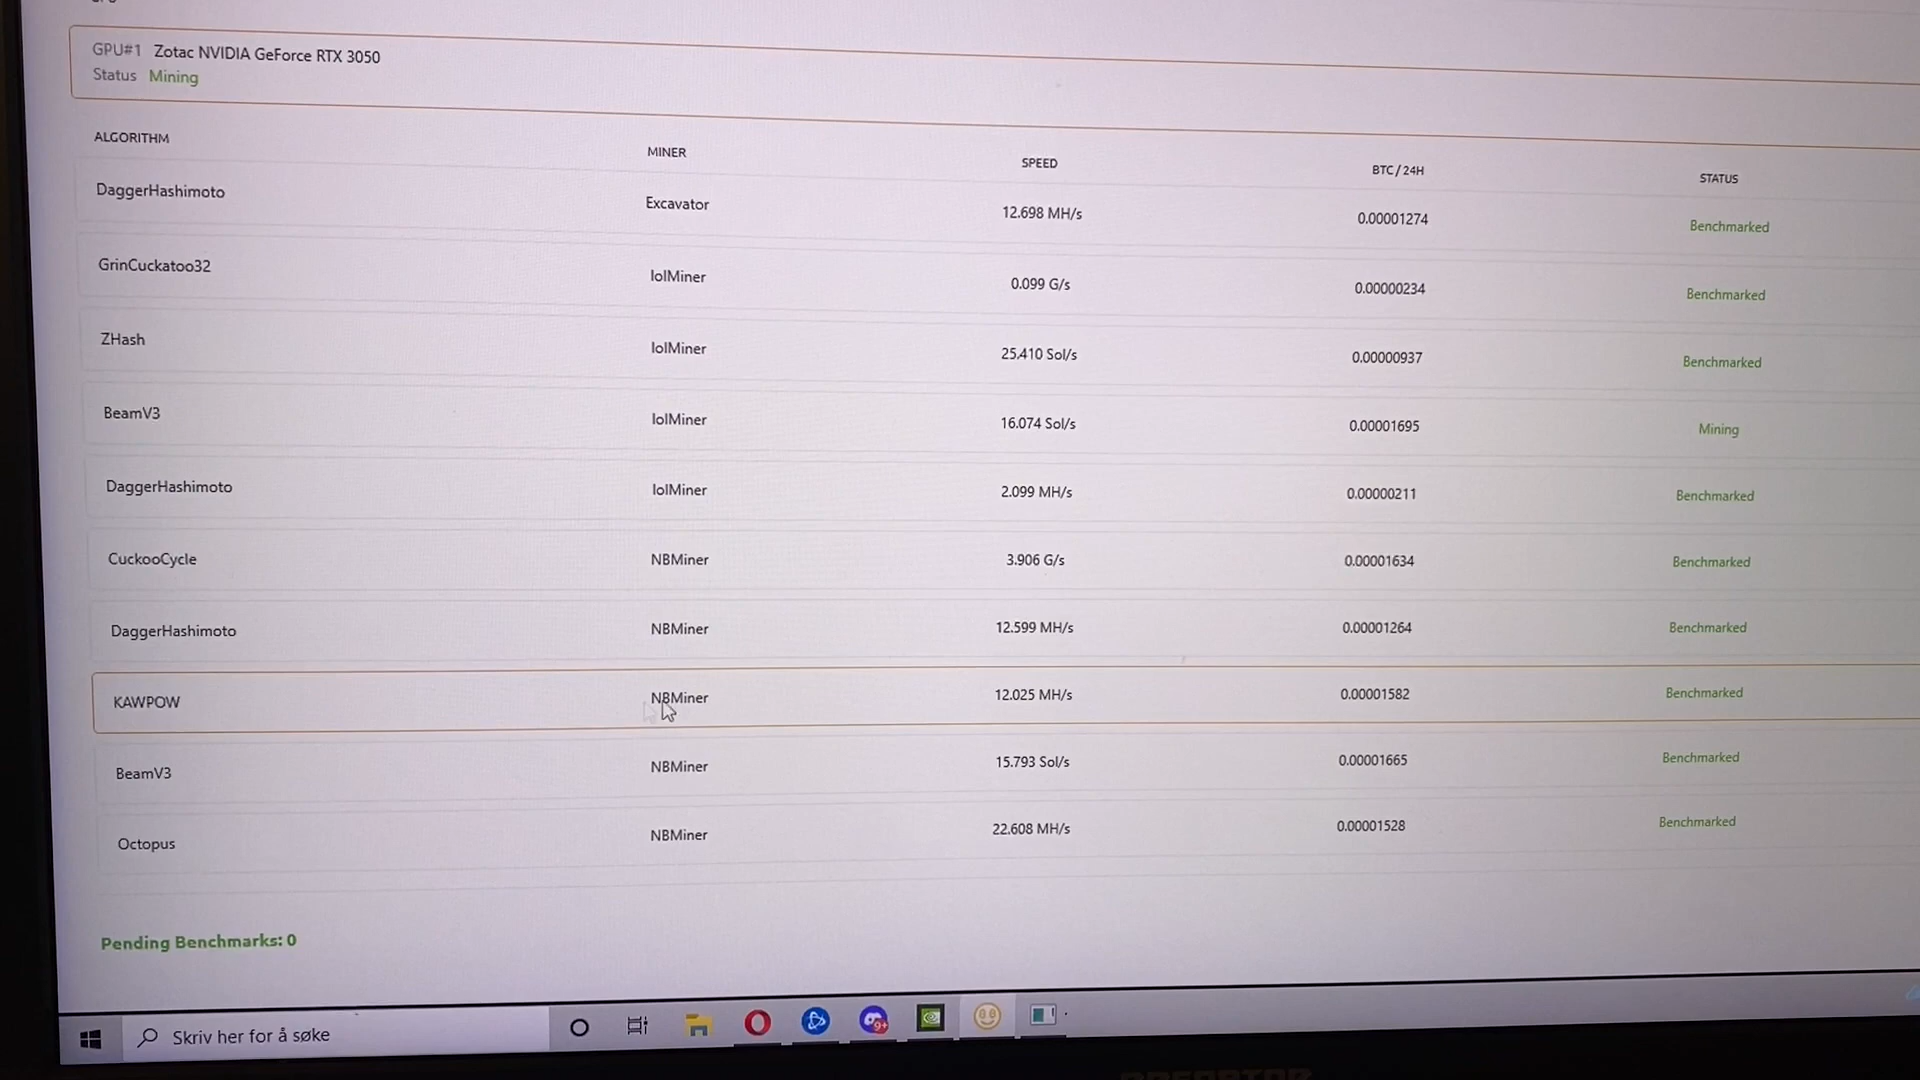 GPU#1 Zotac NVIDIA GeForce RTX 3050
Status Mining
ALGORITHM MINER SPEED BTC / 24H STATUS
DaggerHashimoto Excavator 12.698 MH/s 0.00001274 Benchmarked
GrinCuckatoo32 lolMiner 0.099 G/s 0.00000234 Benchmarked
ZHash lolMiner 25.410 Sol/s 0.00000937 Benchmarked
BeamV3 lolMiner 16.074 Sol/s 0.00001695 Mining
DaggerHashimoto lolMiner 2.099 MH/s 0.00000211 Benchmarked
CuckooCycle NBMiner 3.906 G/s 0.00001634 Benchmarked
DaggerHashimoto NBMiner 12.599 MH/s 0.00001264 Benchmarked
KAWPOW NBMiner 12.025 MH/s 0.00001582 Benchmarked
BeamV3 NBMiner 15.793 Sol/s 0.00001665 Benchmarked
Octopus NBMiner 22.608 MH/s 0.00001528 Benchmarked
Pending Benchmarks: 0
Skriv her for å søke
9+